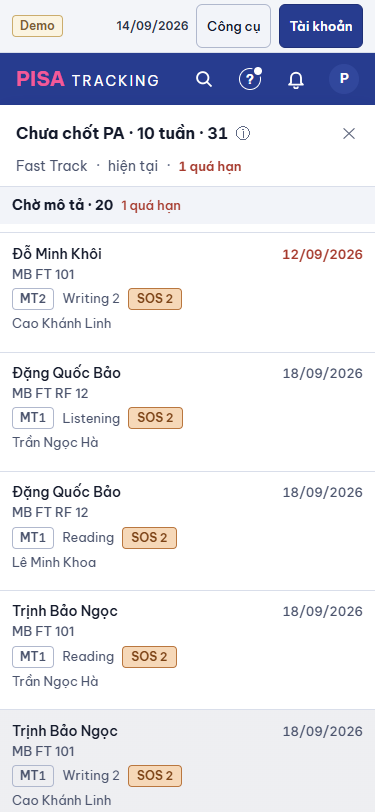 Demo 14/09/2026 Công cụ Tài khoản
PISA TRACKING ? P
Chưa chốt PA · 10 tuần · 31 ⓘ
Fast Track · hiện tại · 1 quá hạn
Chờ mô tả · 20 1 quá hạn
Đỗ Minh Khôi 12/09/2026
MB FT 101
MT2 Writing 2 SOS 2
Cao Khánh Linh
Đặng Quốc Bảo 18/09/2026
MB FT RF 12
MT1 Listening SOS 2
Trần Ngọc Hà
Đặng Quốc Bảo 18/09/2026
MB FT RF 12
MT1 Reading SOS 2
Lê Minh Khoa
Trịnh Bảo Ngọc 18/09/2026
MB FT 101
MT1 Reading SOS 2
Trần Ngọc Hà
Trịnh Bảo Ngọc 18/09/2026
MB FT 101
MT1 Writing 2 SOS 2
Cao Khánh Linh